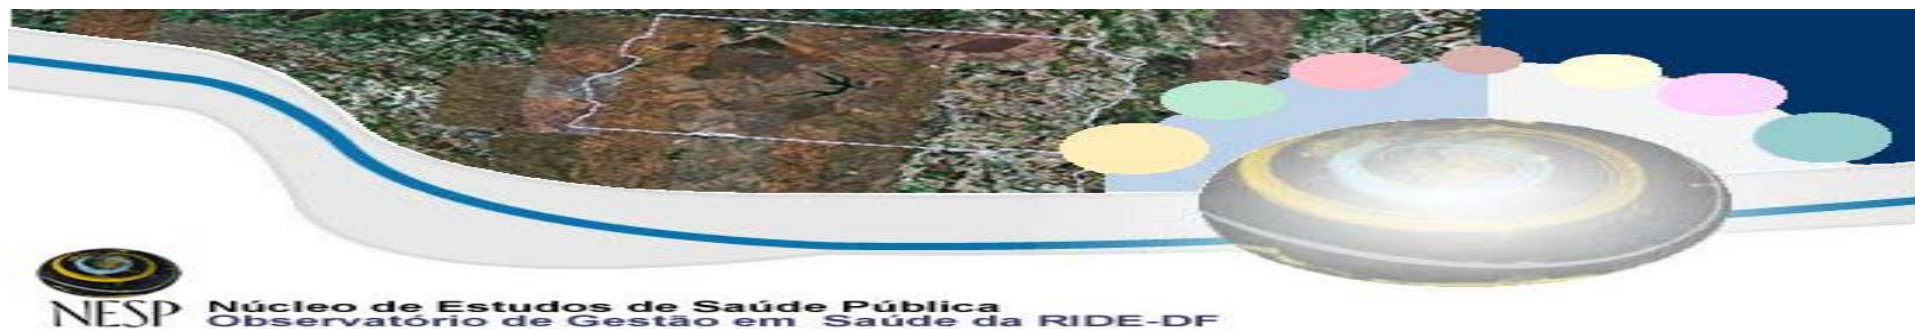 NESP Núcleo de Estudos de Saúde Pública
Observatório de Gestão em Saúde da RIDE-DF